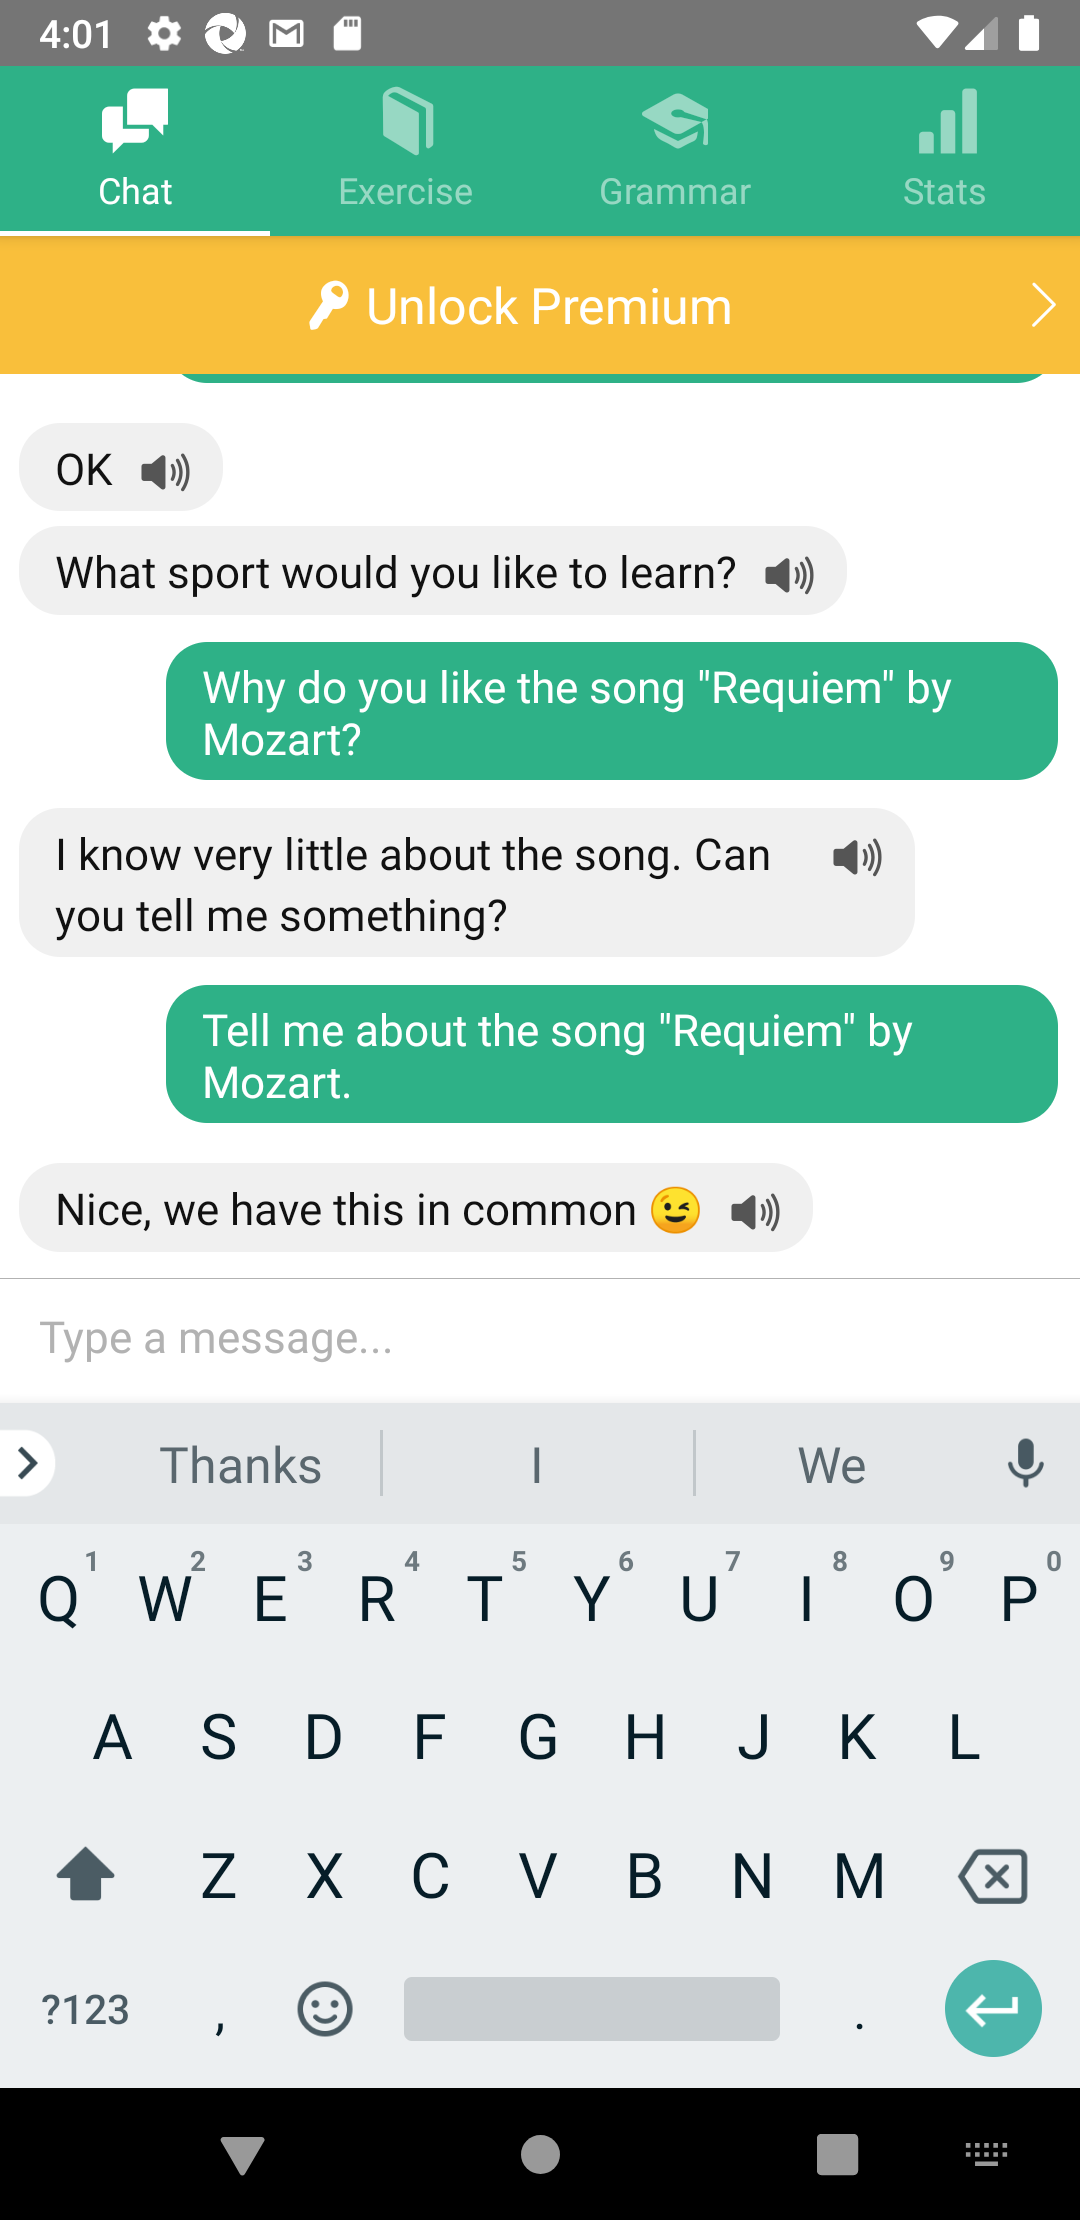 4:01
Chat
Exercise
Grammar
Stats
Unlock Premium
OK
What sport would you like to learn?
Why do you like the song "Requiem" by
Mozart?
I know very little about the song. Can
you tell me something?
Tell me about the song "Requiem" by
Mozart.
Nice, we have this in common 😉
Type a message...
Thanks
I
We
1 2 3 4 5 6 7 8 9 0
Q W E R T Y U I O P
A S D F G H J K L
Z X C V B N M
?123 , .